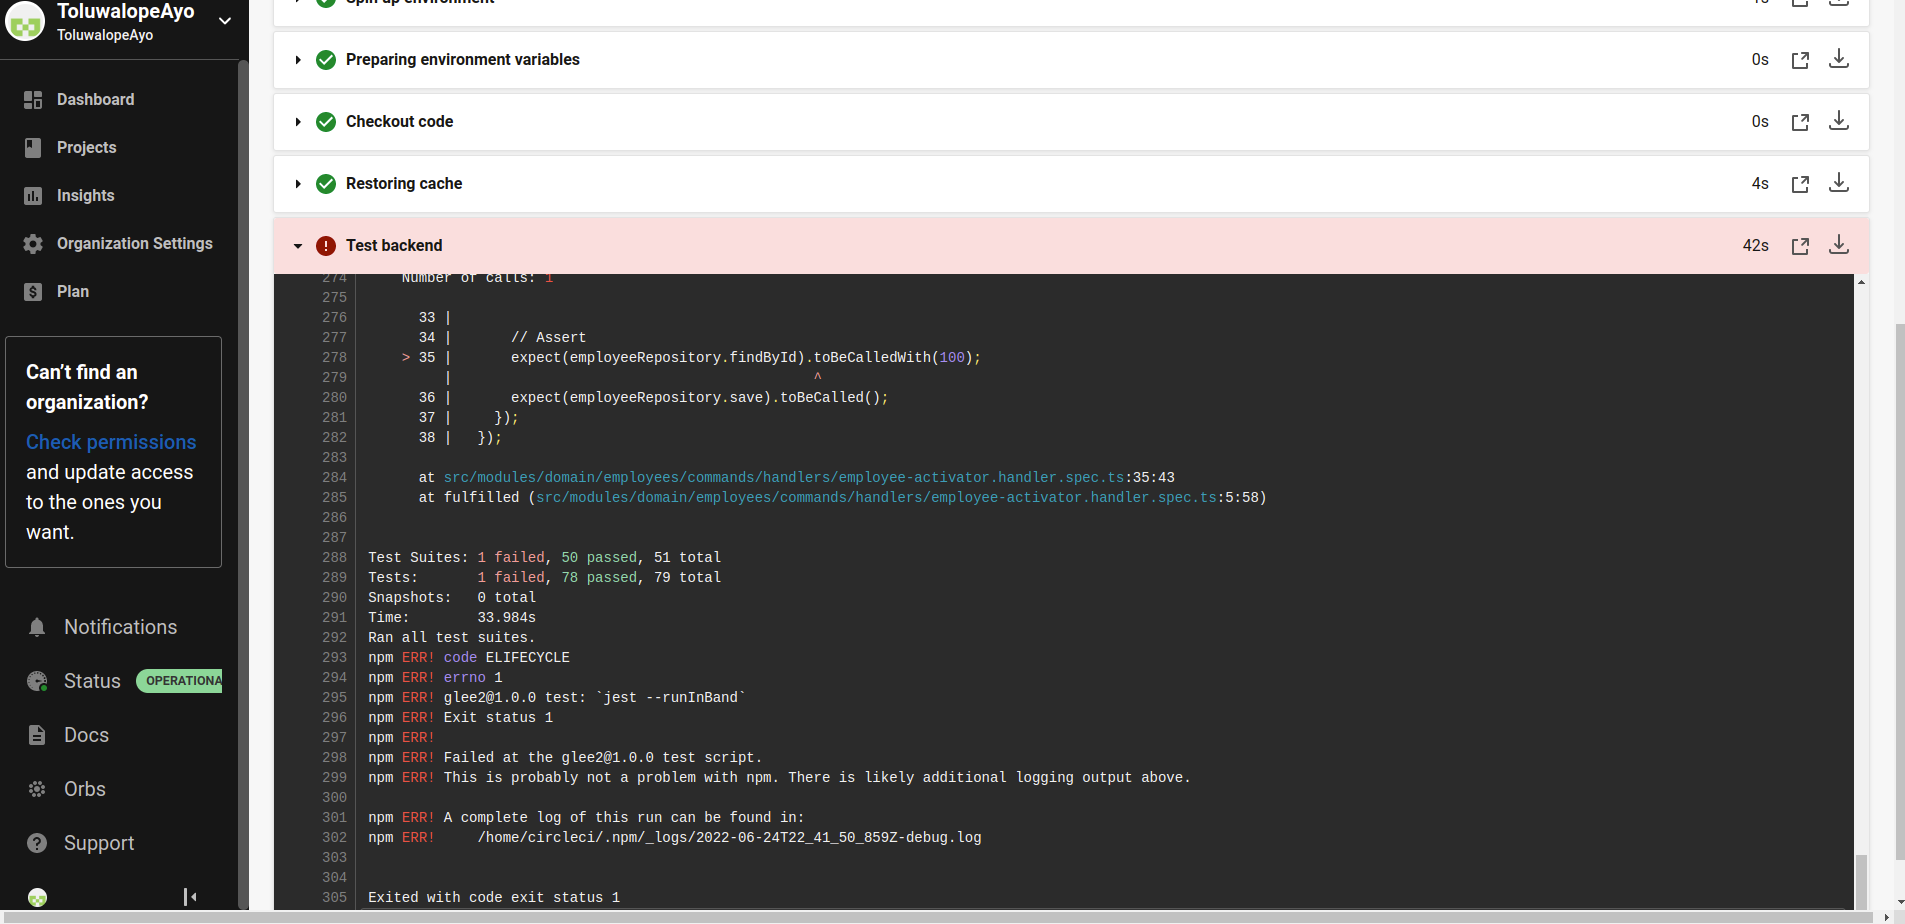 ToluwalopeAyo
ToluwalopeAyo
Dashboard
Projects
Insights
Organization Settings
Plan
Can’t find an
organization?
Check permissions
and update access
to the ones you
want.
Notifications
Status OPERATIONA
Docs
Orbs
Support
Spin up environment 1s
Preparing environment variables 0s
Checkout code 0s
Restoring cache 4s
Test backend 42s
274 Number of calls: 1
275
276 33 |
277 34 | // Assert
278 > 35 | expect(employeeRepository.findById).toBeCalledWith(100);
279 | ^
280 36 | expect(employeeRepository.save).toBeCalled();
281 37 | });
282 38 | });
283
284 at src/modules/domain/employees/commands/handlers/employee-activator.handler.spec.ts:35:43
285 at fulfilled (src/modules/domain/employees/commands/handlers/employee-activator.handler.spec.ts:5:58)
286
287
288 Test Suites: 1 failed, 50 passed, 51 total
289 Tests: 1 failed, 78 passed, 79 total
290 Snapshots: 0 total
291 Time: 33.984s
292 Ran all test suites.
293 npm ERR! code ELIFECYCLE
294 npm ERR! errno 1
295 npm ERR! glee2@1.0.0 test: `jest --runInBand`
296 npm ERR! Exit status 1
297 npm ERR!
298 npm ERR! Failed at the glee2@1.0.0 test script.
299 npm ERR! This is probably not a problem with npm. There is likely additional logging output above.
300
301 npm ERR! A complete log of this run can be found in:
302 npm ERR! /home/circleci/.npm/_logs/2022-06-24T22_41_50_859Z-debug.log
303
304
305 Exited with code exit status 1